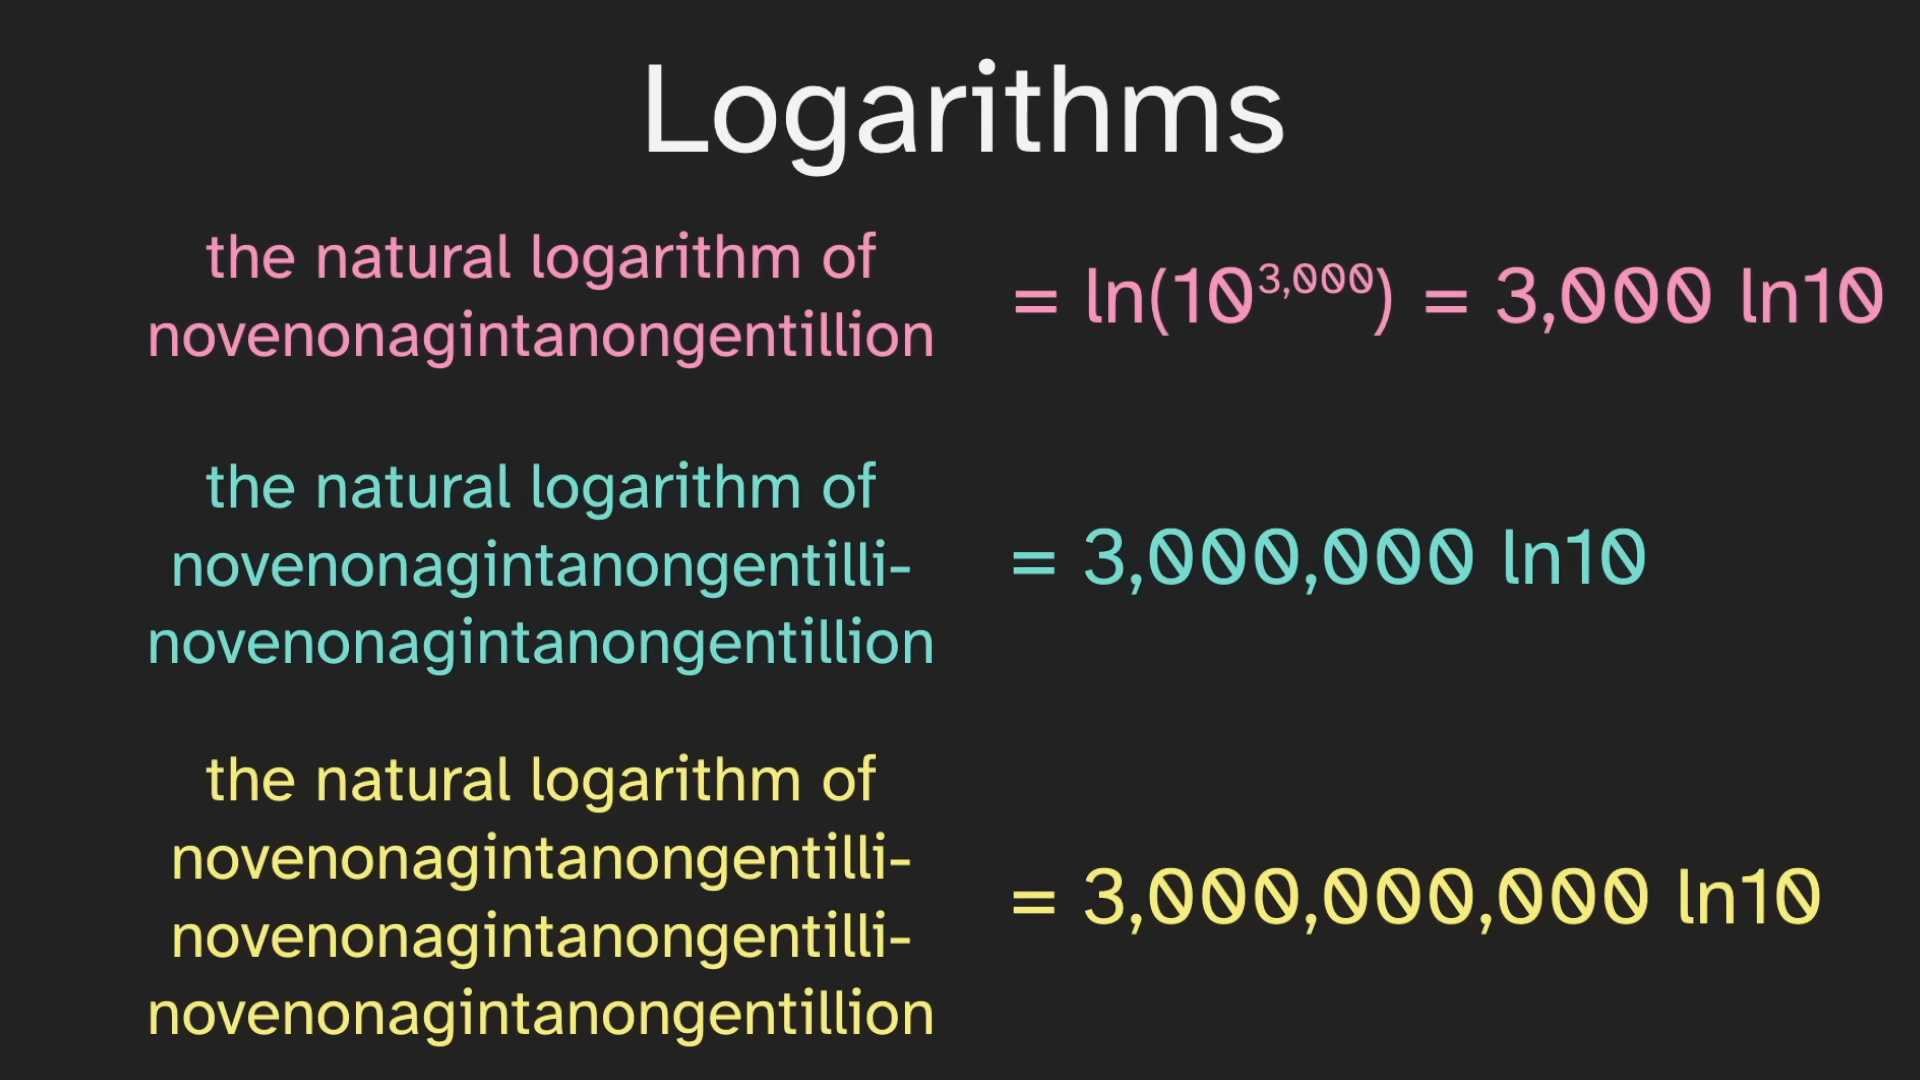 Logarithms
the natural logarithm of
novenonagintanongentillion
= ln(10^3,000) = 3,000 ln10
the natural logarithm of
novenonagintanongentilli-
novenonagintanongentillion
= 3,000,000 ln10
the natural logarithm of
novenonagintanongentilli-
novenonagintanongentilli-
novenonagintanongentillion
= 3,000,000,000 ln10